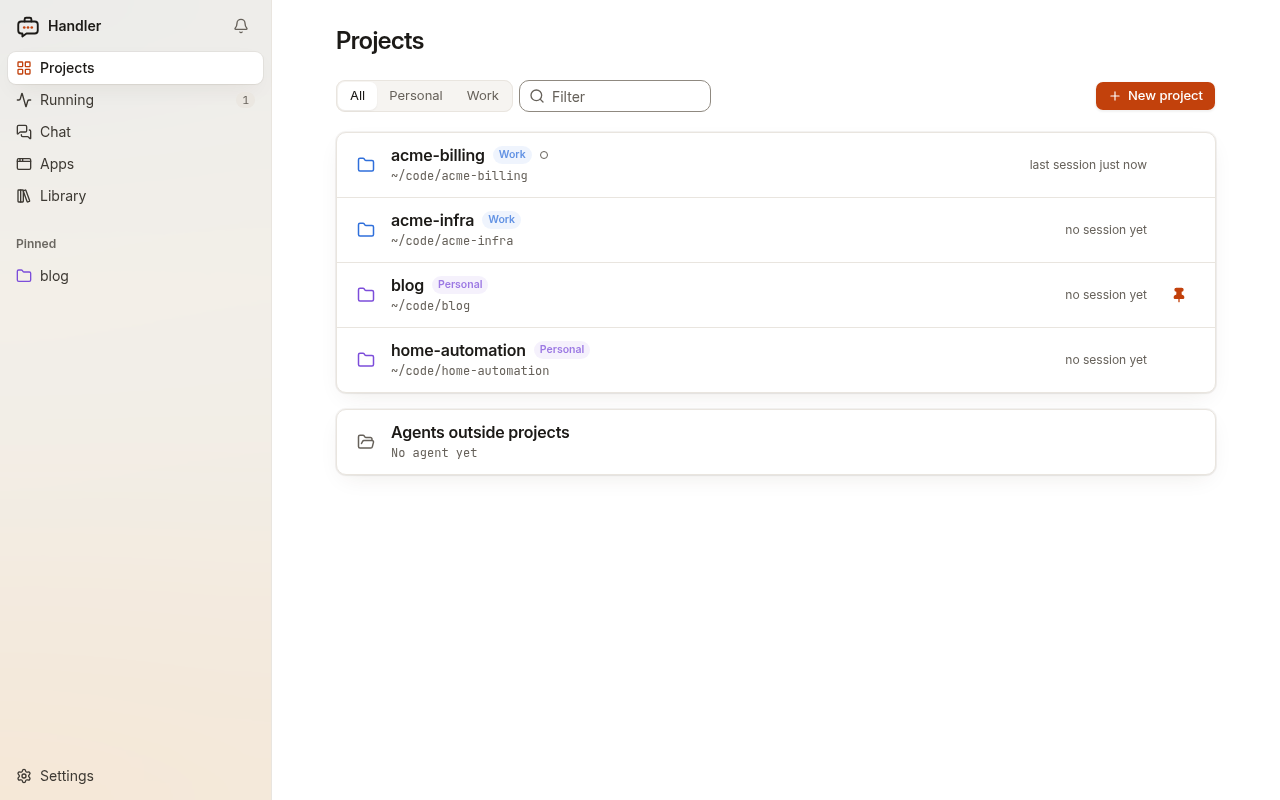 Handler
Projects
Running 1
Chat
Apps
Library
Pinned
blog
Settings
Projects
All Personal Work Filter New project
acme-billing Work
~/code/acme-billing
last session just now
acme-infra Work
~/code/acme-infra
no session yet
blog Personal
~/code/blog
no session yet
home-automation Personal
~/code/home-automation
no session yet
Agents outside projects
No agent yet